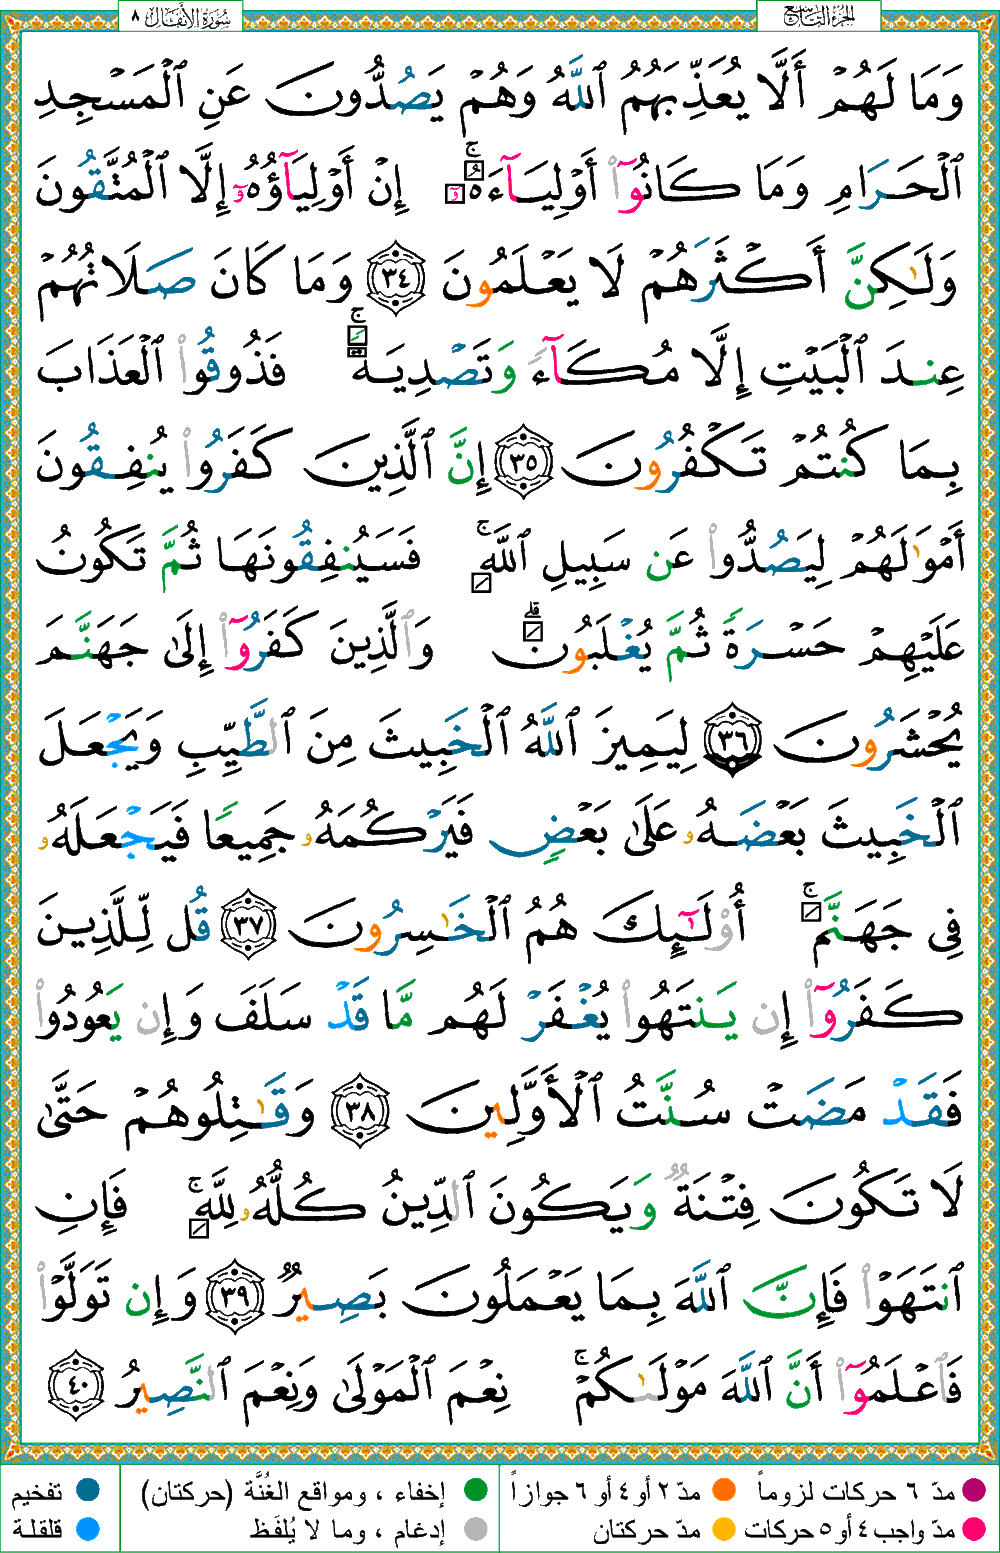 الجزء التاسع
سُورَةُ الأَنفَالِ ٨
وَمَا لَهُمْ أَلَّا يُعَذِّبَهُمُ ٱللَّهُ وَهُمْ يَصُدُّونَ عَنِ ٱلْمَسْجِدِ
ٱلْحَرَامِ وَمَا كَانُوٓا۟ أَوْلِيَآءَهُۥٓ ۚ إِنْ أَوْلِيَآؤُهُۥٓ إِلَّا ٱلْمُتَّقُونَ
وَلَـٰكِنَّ أَكْثَرَهُمْ لَا يَعْلَمُونَ ٣٤ وَمَا كَانَ صَلَاتُهُمْ
عِندَ ٱلْبَيْتِ إِلَّا مُكَآءً وَتَصْدِيَةً ۚ فَذُوقُوا۟ ٱلْعَذَابَ
بِمَا كُنتُمْ تَكْفُرُونَ ٣٥ إِنَّ ٱلَّذِينَ كَفَرُوا۟ يُنفِقُونَ
أَمْوَٰلَهُمْ لِيَصُدُّوا۟ عَن سَبِيلِ ٱللَّهِ ۚ فَسَيُنفِقُونَهَا ثُمَّ تَكُونُ
عَلَيْهِمْ حَسْرَةً ثُمَّ يُغْلَبُونَ ۗ وَٱلَّذِينَ كَفَرُوٓا۟ إِلَىٰ جَهَنَّمَ
يُحْشَرُونَ ٣٦ لِيَمِيزَ ٱللَّهُ ٱلْخَبِيثَ مِنَ ٱلطَّيِّبِ وَيَجْعَلَ
ٱلْخَبِيثَ بَعْضَهُۥ عَلَىٰ بَعْضٍ فَيَرْكُمَهُۥ جَمِيعًا فَيَجْعَلَهُۥ
فِى جَهَنَّمَ ۚ أُو۟لَـٰٓئِكَ هُمُ ٱلْخَـٰسِرُونَ ٣٧ قُل لِّلَّذِينَ
كَفَرُوٓا۟ إِن يَنتَهُوا۟ يُغْفَرْ لَهُم مَّا قَدْ سَلَفَ وَإِن يَعُودُوا۟
فَقَدْ مَضَتْ سُنَّتُ ٱلْأَوَّلِينَ ٣٨ وَقَـٰتِلُوهُمْ حَتَّىٰ
لَا تَكُونَ فِتْنَةٌ وَيَكُونَ ٱلدِّينُ كُلُّهُۥ لِلَّهِ ۚ فَإِنِ
ٱنتَهَوْا۟ فَإِنَّ ٱللَّهَ بِمَا يَعْمَلُونَ بَصِيرٌ ٣٩ وَإِن تَوَلَّوْا۟
فَٱعْلَمُوٓا۟ أَنَّ ٱللَّهَ مَوْلَىٰكُمْ ۚ نِعْمَ ٱلْمَوْلَىٰ وَنِعْمَ ٱلنَّصِيرُ ٤٠
مدّ ٦ حركات لزوماً
مدّ ٢ أو ٤ أو ٦ جوازاً
إخفاء ، ومواقع الغُنَّة (حركتان)
تفخيم
مدّ واجب ٤ أو ٥ حركات
مدّ حركتان
إدغام ، وما لا يُلفَظ
قلقلة